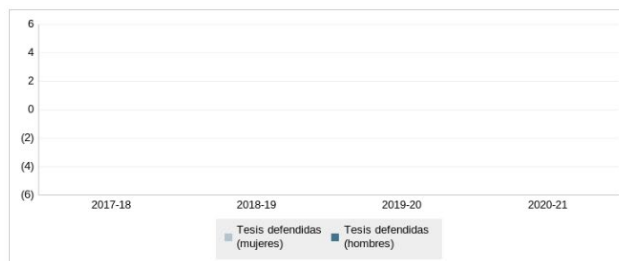 6
4
2
0
(2)
(4)
(6)
2017-18 2018-19 2019-20 2020-21
Tesis defendidas (mujeres)
Tesis defendidas (hombres)